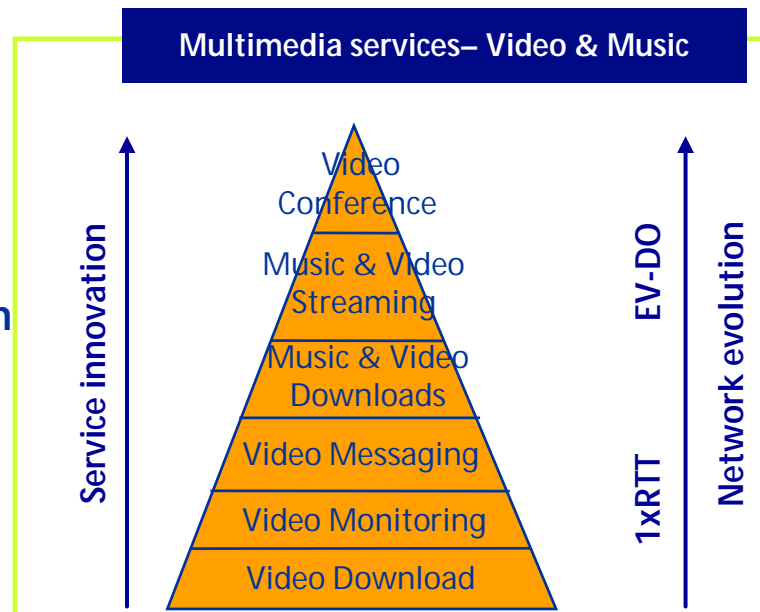 Multimedia services– Video & Music
Service innovation
n
Video
Conference
Music & Video
Streaming
Music & Video
Downloads
Video Messaging
Video Monitoring
Video Download
EV-DO
1xRTT
Network evolution